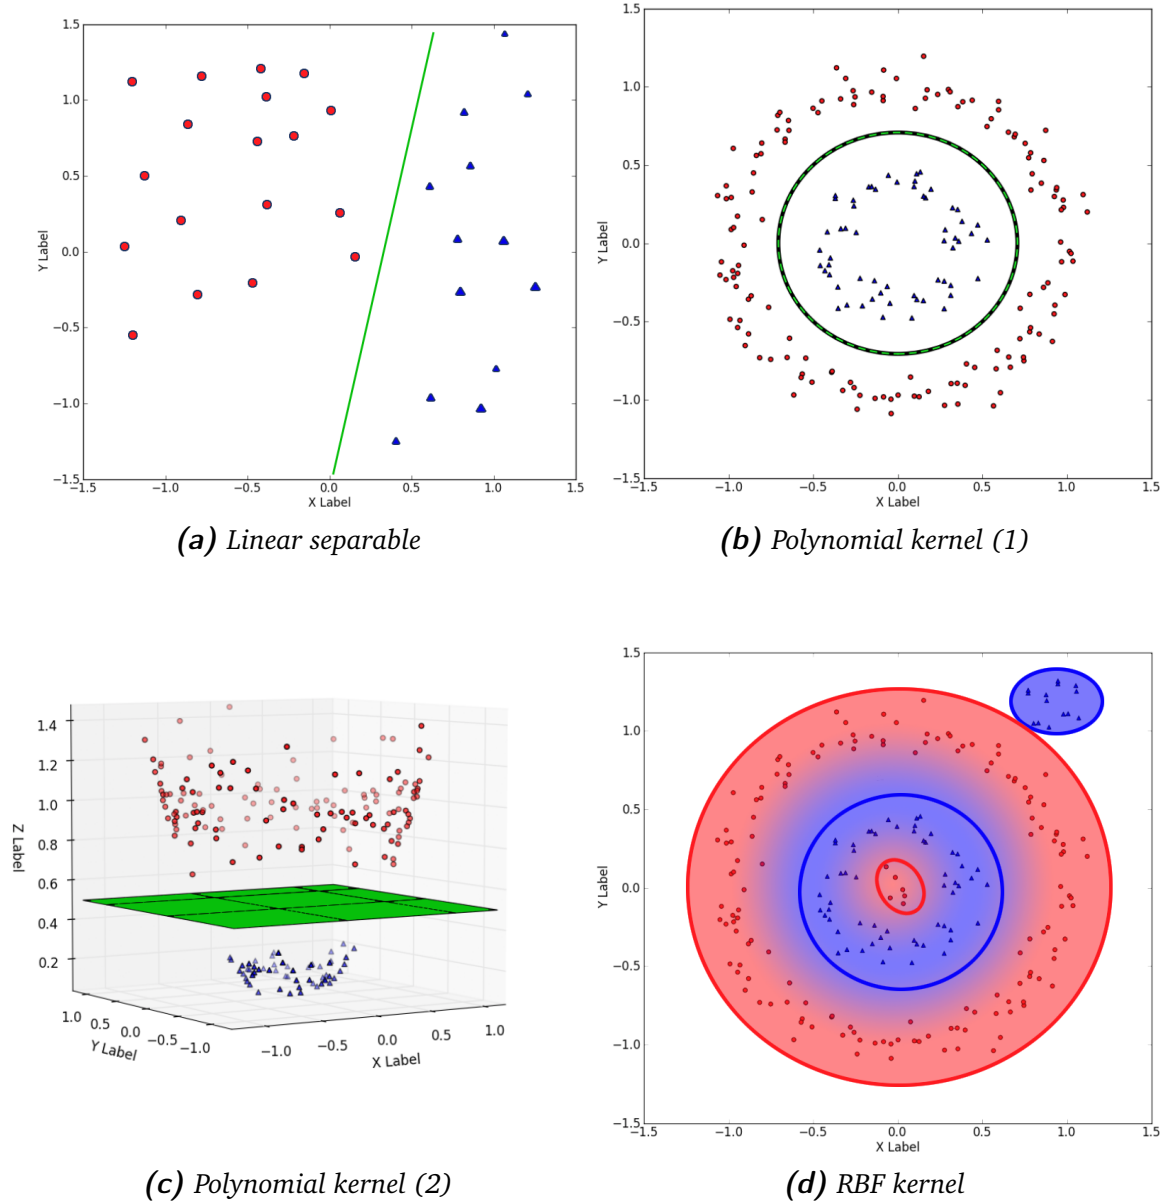 1.5
1.0
0.5
0.0
−0.5
−1.0
−1.5
Y Label
−1.5 −1.0 −0.5 0.0 0.5 1.0 1.5
X Label
(a) Linear separable
1.5
1.0
0.5
0.0
−0.5
−1.0
−1.5
Y Label
−1.5 −1.0 −0.5 0.0 0.5 1.0 1.5
X Label
(b) Polynomial kernel (1)
1.4
1.2
1.0
0.8
0.6
0.4
0.2
Z Label
1.0 0.5 0.0 −0.5 −1.0
Y Label
−1.0 −0.5 0.0 0.5 1.0
X Label
(c) Polynomial kernel (2)
1.5
1.0
0.5
0.0
−0.5
−1.0
−1.5
Y Label
−1.5 −1.0 −0.5 0.0 0.5 1.0 1.5
X Label
(d) RBF kernel